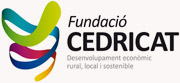 Fundació
CEDRICAT
Desenvolupament econòmic
rural, local i sostenible